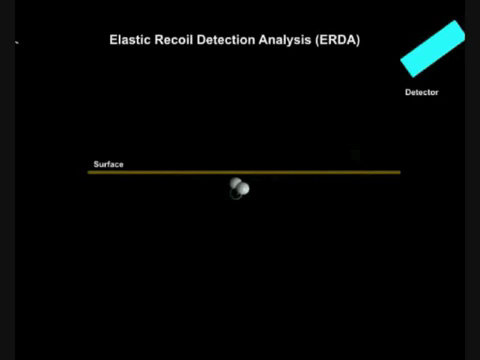 Elastic Recoil Detection Analysis (ERDA)
Detector
Surface